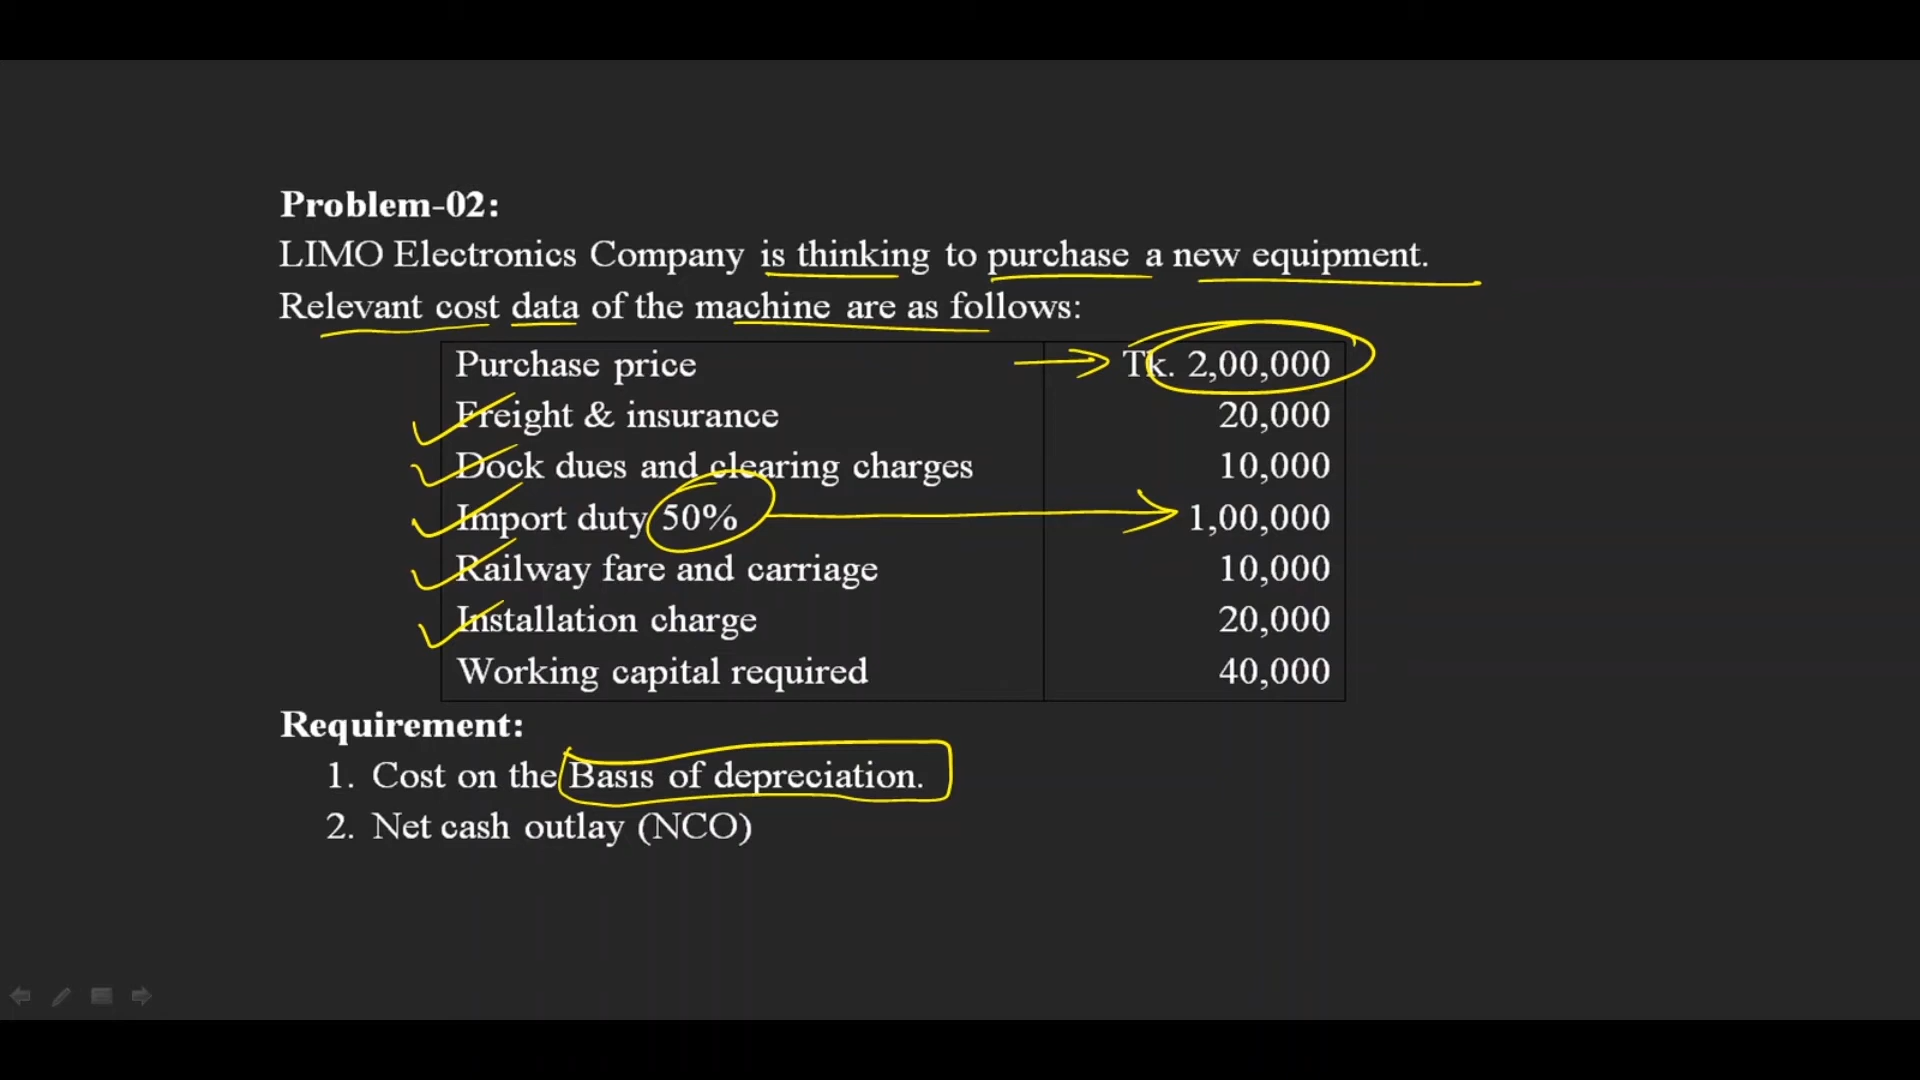 Problem-02:
LIMO Electronics Company is thinking to purchase a new equipment.
Relevant cost data of the machine are as follows:
Purchase price Tk. 2,00,000
Freight & insurance 20,000
Dock dues and clearing charges 10,000
Import duty 50% 1,00,000
Railway fare and carriage 10,000
Installation charge 20,000
Working capital required 40,000
Requirement:
1. Cost on the Basis of depreciation.
2. Net cash outlay (NCO)